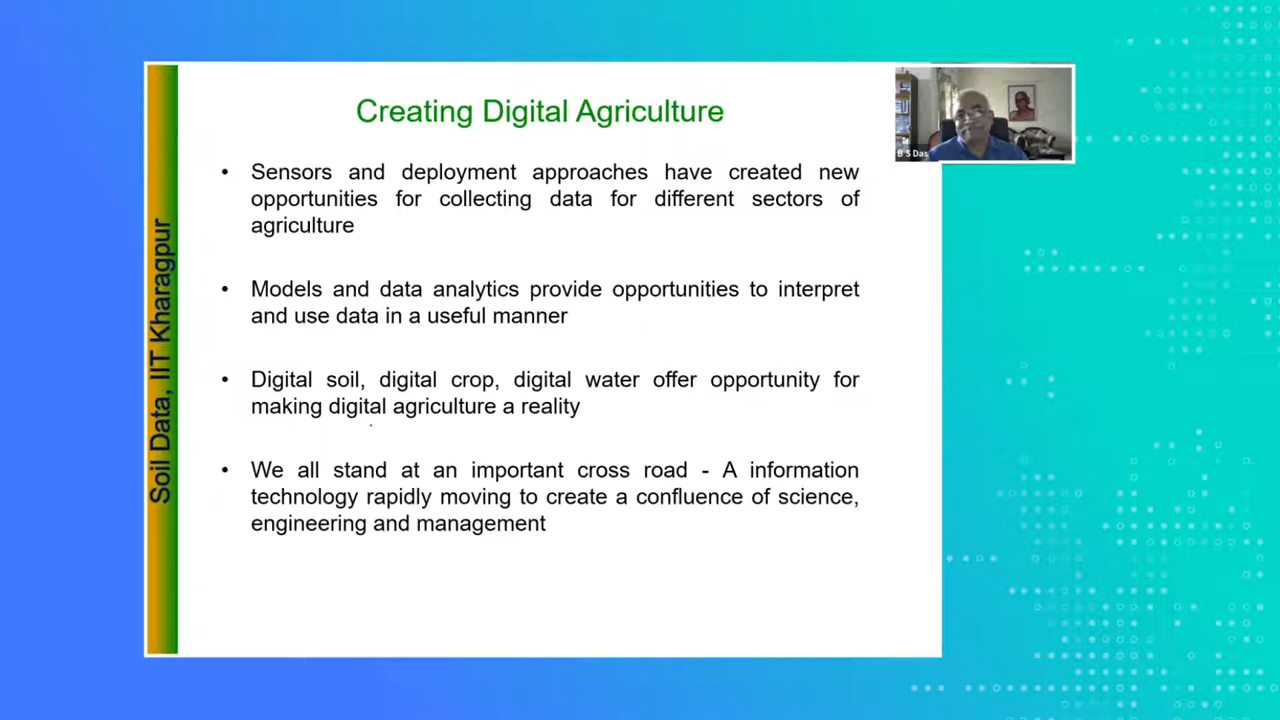 Creating Digital Agriculture
B S Das
• Sensors and deployment approaches have created new
opportunities for collecting data for different sectors of
agriculture
• Models and data analytics provide opportunities to interpret
and use data in a useful manner
• Digital soil, digital crop, digital water offer opportunity for
making digital agriculture a reality
• We all stand at an important cross road - A information
technology rapidly moving to create a confluence of science,
engineering and management
Soil Data, IIT Kharagpur